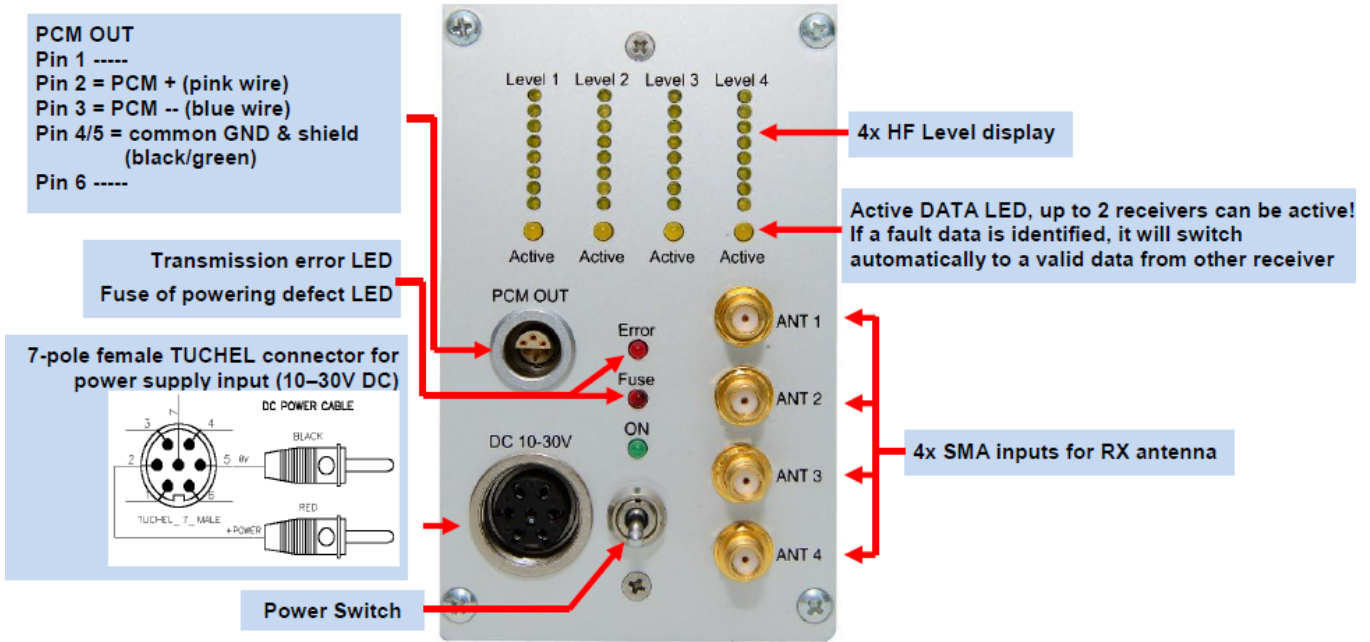 PCM OUT
Pin 1 -----
Pin 2 = PCM + (pink wire)
Pin 3 = PCM -- (blue wire)
Pin 4/5 = common GND & shield
(black/green)
Pin 6 -----
Transmission error LED
Fuse of powering defect LED
7-pole female TUCHEL connector for
power supply input (10–30V DC)
DC POWER CABLE
7
3
4
BLACK
2
5
0V
1
6
RED
TUCHEL_ 7_ MALE
+POWER
Power Switch
Level 1 Level 2 Level 3 Level 4
Active Active Active Active
PCM OUT
Error
Fuse
ON
DC 10-30V
ANT 1
ANT 2
ANT 3
ANT 4
4x HF Level display
Active DATA LED, up to 2 receivers can be active!
If a fault data is identified, it will switch
automatically to a valid data from other receiver
4x SMA inputs for RX antenna